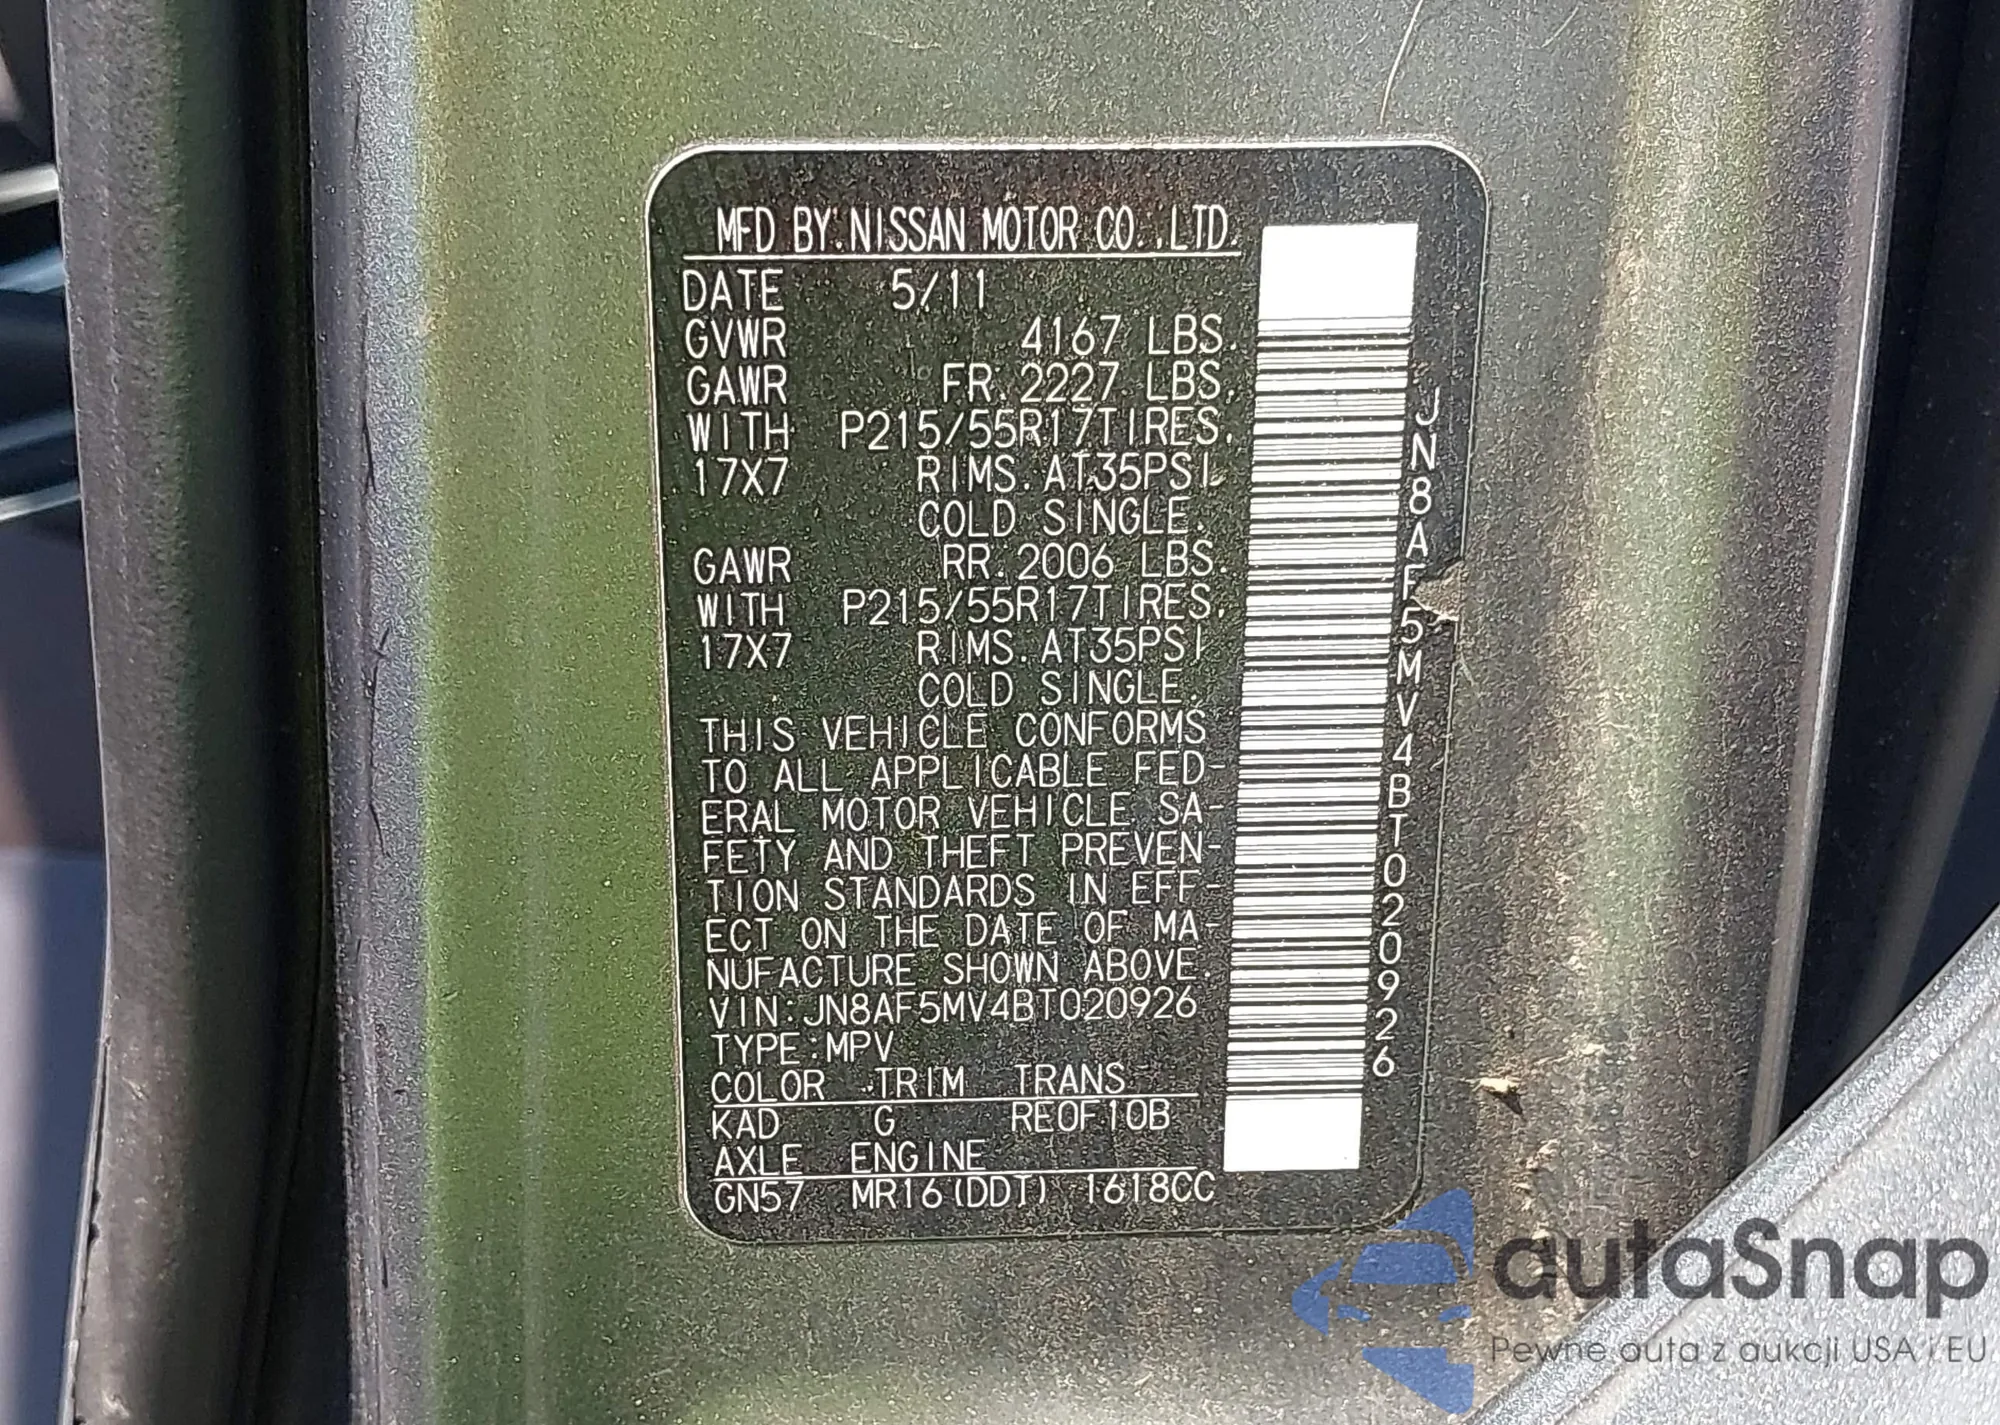 MFD BY:NISSAN MOTOR CO.,LTD.
DATE 5/11
GVWR 4167 LBS.
GAWR FR.2227 LBS.
WITH P215/55R17TIRES,
17X7 RIMS.AT35PSI
COLD SINGLE.
GAWR RR.2006 LBS.
WITH P215/55R17TIRES,
17X7 RIMS.AT35PSI
COLD SINGLE.
THIS VEHICLE CONFORMS
TO ALL APPLICABLE FED-
ERAL MOTOR VEHICLE SA-
FETY AND THEFT PREVEN-
TION STANDARDS IN EFF-
ECT ON THE DATE OF MA-
NUFACTURE SHOWN ABOVE.
VIN:JN8AF5MV4BT020926
TYPE:MPV
COLOR TRIM TRANS
KAD G RE0F10B
AXLE ENGINE
GN57 MR16(DDT) 1618CC
JN8AF5MV4BT020926
autaSnap
Pewne auta z aukcji USA i EU